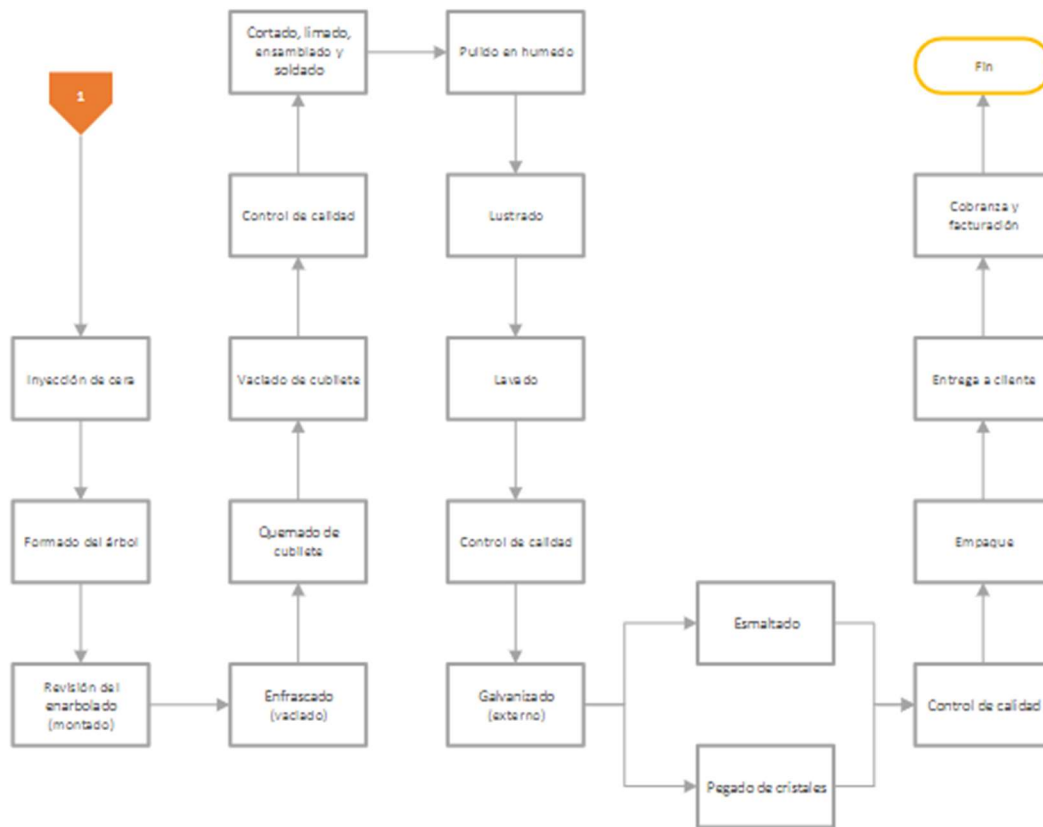 1
Inyección de cera
Formado del árbol
Revisión del
enarbolado
(montado)
Enfrascado
(vaciado)
Quemado de
cubilete
Vaciado de cubilete
Control de calidad
Cortado, limado,
ensamblado y
soldado
Pulido en humedo
Lustrado
Lavado
Control de calidad
Galvanizado
(externo)
Esmaltado
Pegado de cristales
Control de calidad
Empaque
Entrega a cliente
Cobranza y
facturación
Fin